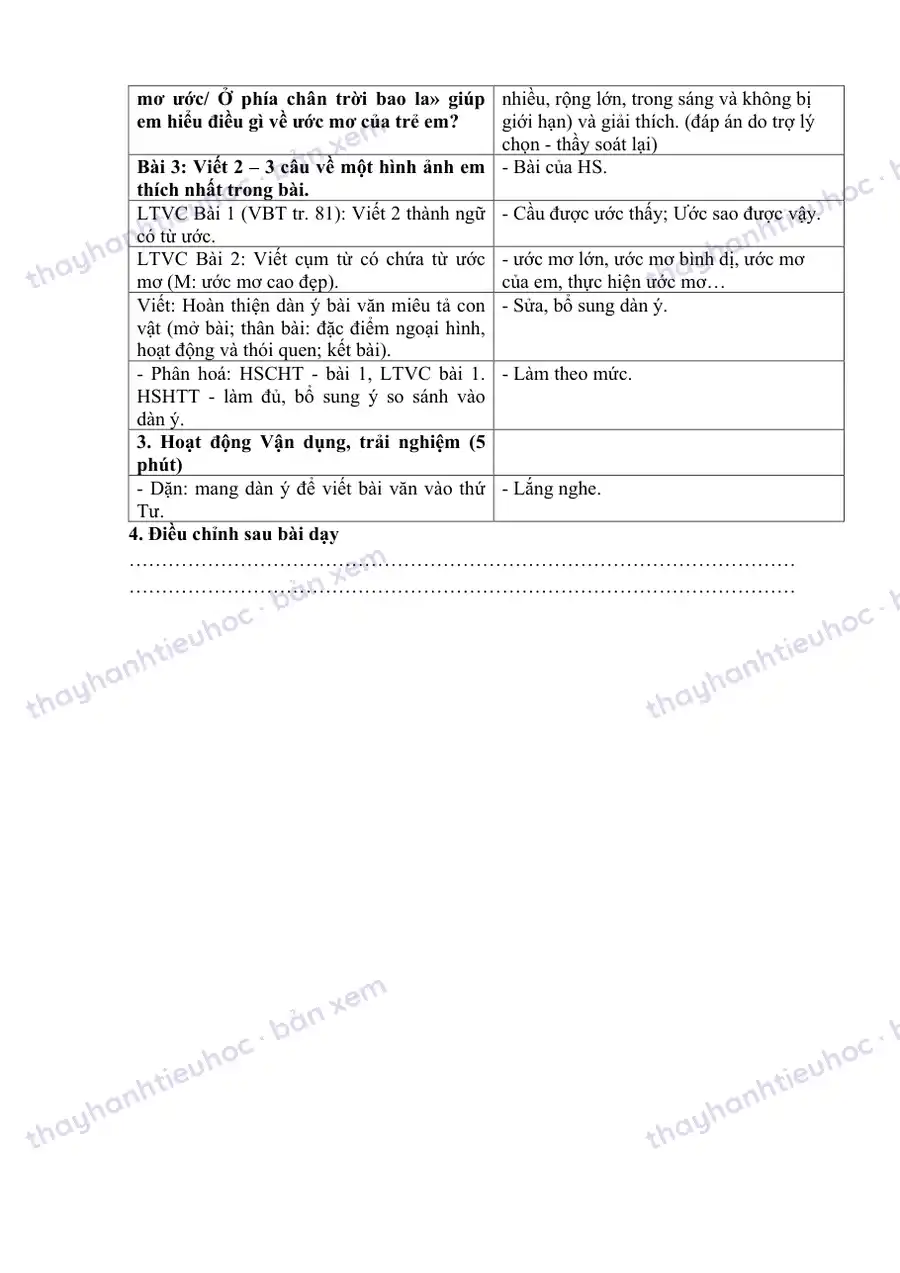 mơ ước/ Ở phía chân trời bao la» giúp
em hiểu điều gì về ước mơ của trẻ em?
nhiều, rộng lớn, trong sáng và không bị
giới hạn) và giải thích. (đáp án do trợ lý
chọn - thầy soát lại)
Bài 3: Viết 2 – 3 câu về một hình ảnh em
thích nhất trong bài.
- Bài của HS.
LTVC Bài 1 (VBT tr. 81): Viết 2 thành ngữ
có từ ước.
- Cầu được ước thấy; Ước sao được vậy.
LTVC Bài 2: Viết cụm từ có chứa từ ước
mơ (M: ước mơ cao đẹp).
- ước mơ lớn, ước mơ bình dị, ước mơ
của em, thực hiện ước mơ…
Viết: Hoàn thiện dàn ý bài văn miêu tả con
vật (mở bài; thân bài: đặc điểm ngoại hình,
hoạt động và thói quen; kết bài).
- Sửa, bổ sung dàn ý.
- Phân hoá: HSCHT - bài 1, LTVC bài 1.
HSHTT - làm đủ, bổ sung ý so sánh vào
dàn ý.
- Làm theo mức.
3. Hoạt động Vận dụng, trải nghiệm (5
phút)
- Dặn: mang dàn ý để viết bài văn vào thứ
Tư.
- Lắng nghe.
4. Điều chỉnh sau bài dạy
…………………………………………………………………………………………
…………………………………………………………………………………………
thayhanhtieuhoc · bản xem
thayhanhtieuhoc · b
thayhanhtieuhoc · bản xem
thayhanhtieuhoc · b
thayhanhtieuhoc · bản xem
thayhanhtieuhoc · b